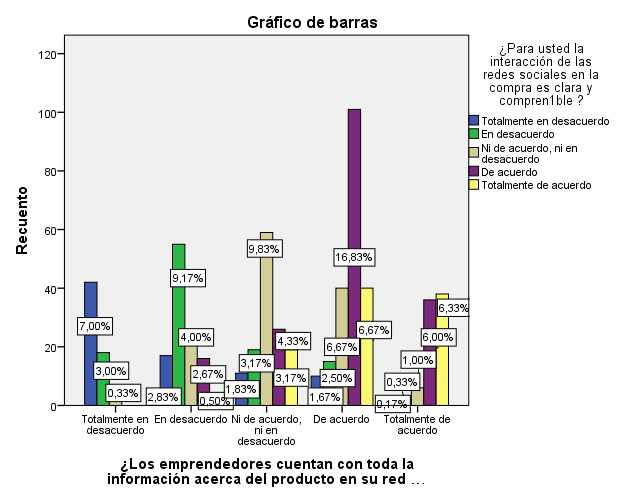 Gráfico de barras
¿Para usted la
interacción de las
redes sociales en la
compra es clara y
compren1ble ?
Totalmente en desacuerdo
En desacuerdo
Ni de acuerdo, ni en
desacuerdo
De acuerdo
Totalmente de acuerdo
Recuento
120
100
80
60
40
20
0
7,00%
3,00%
0,33%
2,83%
9,17%
4,00%
2,67%
0,50%
1,83%
3,17%
9,83%
4,33%
3,17%
1,67%
2,50%
6,67%
16,83%
6,67%
0,17%
0,33%
1,00%
6,00%
6,33%
Totalmente en
desacuerdo
En desacuerdo
Ni de acuerdo,
ni en
desacuerdo
De acuerdo
Totalmente de
acuerdo
¿Los emprendedores cuentan con toda la
información acerca del producto en su red ...